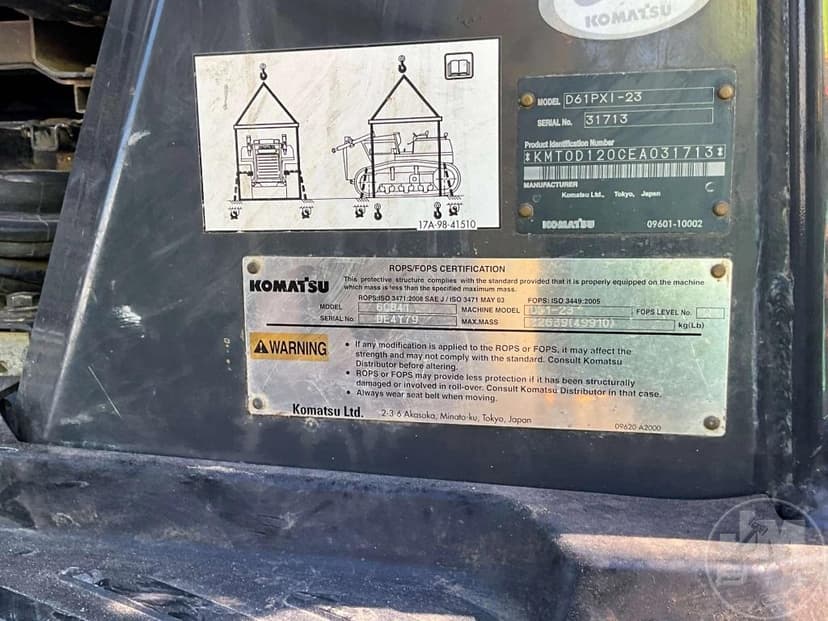 KOMATSU
17A-98-41510
MODEL D61PXI-23
SERIAL No. 31713
Product Identification Number
*KMT0D120CEA031713*
MANUFACTURER
Komatsu Ltd., Tokyo, Japan
KOMATSU 09601-10002
ROPS/FOPS CERTIFICATION
KOMATSU
This protective structure complies with the standard provided that it is properly equipped on the machine
which mass is less than the specified maximum mass.
ROPS:ISO 3471:2008 SAE J / ISO 3471 MAY 03 FOPS: ISO 3449:2005
MODEL MACHINE MODEL D61-23 FOPS LEVEL No.
SERIAL No. BE4Y79 MAX.MASS 22639(49910) kg(Lb)
WARNING
• If any modification is applied to the ROPS or FOPS, it may affect the
strength and may not comply with the standard. Consult Komatsu
Distributor before altering.
• ROPS or FOPS may provide less protection if it has been structurally
damaged or involved in roll-over. Consult Komatsu Distributor in that case.
• Always wear seat belt when moving.
Komatsu Ltd. 2-3-6 Akasaka, Minato-ku, Tokyo, Japan
09620-A2000